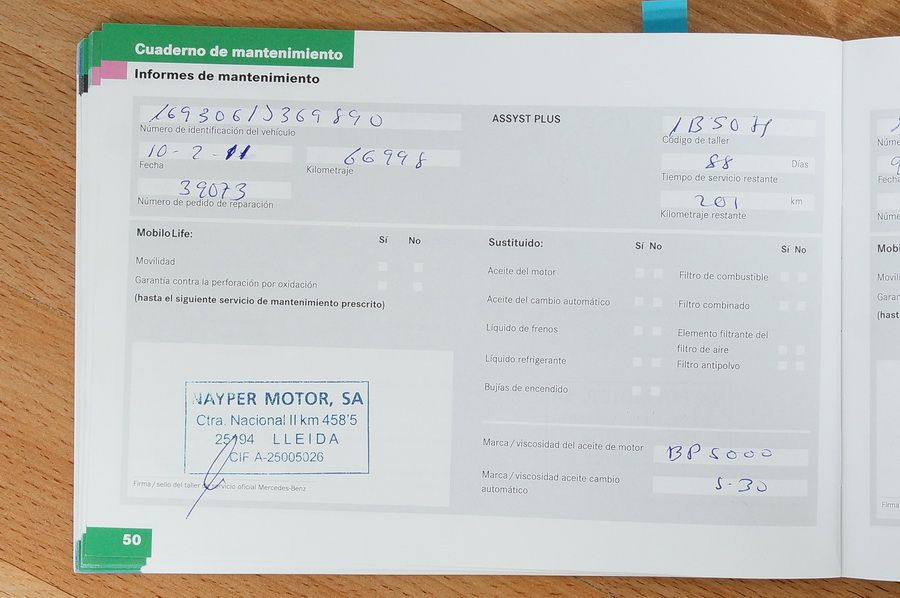 Cuaderno de mantenimiento
Informes de mantenimiento
1693061J369890
Número de identificación del vehículo
10-2-11
Fecha
66998
Kilometraje
39073
Número de pedido de reparación
ASSYST PLUS
Código de taller
88 Días
Tiempo de servicio restante
201 km
Kilometraje restante
MobiloLife:
Sí No
Movilidad
Garantía contra la perforación por oxidación
(hasta el siguiente servicio de mantenimiento prescrito)
Sustituido:
Sí No
Sí No
Aceite del motor
Aceite del cambio automático
Líquido de frenos
Líquido refrigerante
Bujías de encendido
Filtro de combustible
Filtro combinado
Elemento filtrante del
filtro de aire
Filtro antipolvo
NAYPER MOTOR, SA
Ctra. Nacional II km 458'5
25194 LLEIDA
CIF A-25005026
Firma / sello del taller de servicio oficial Mercedes-Benz
Marca / viscosidad del aceite de motor
BP 5000
Marca / viscosidad aceite cambio
automático
5-30
50